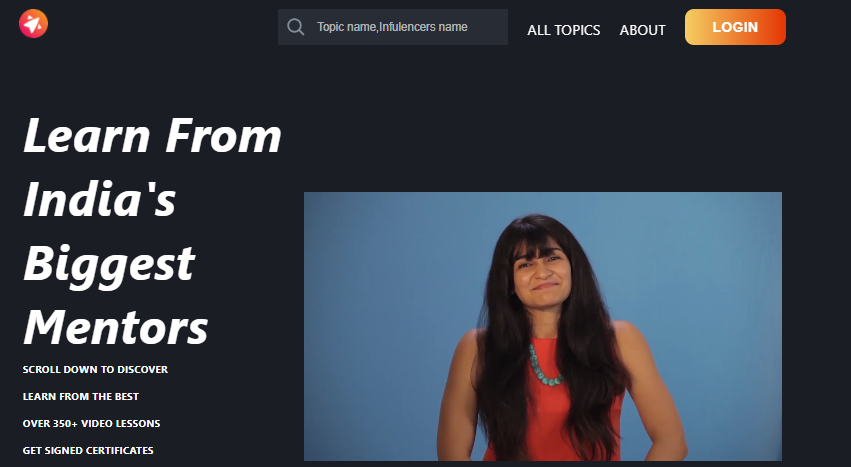 Topic name,Infulencers name
ALL TOPICS
ABOUT
LOGIN
Learn From
India's
Biggest
Mentors
SCROLL DOWN TO DISCOVER
LEARN FROM THE BEST
OVER 350+ VIDEO LESSONS
GET SIGNED CERTIFICATES